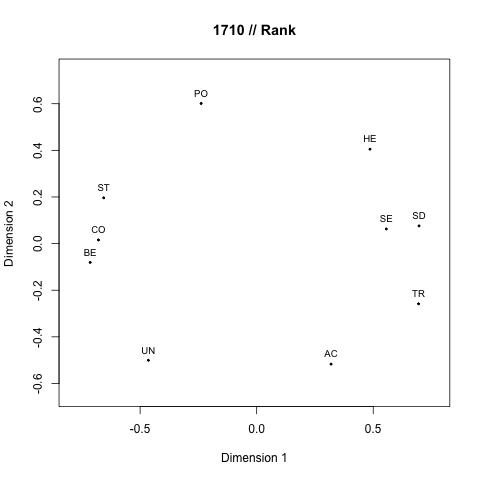 1710 // Rank
PO
HE
ST
SE
SD
CO
BE
TR
UN
AC
0.6
0.4
0.2
0.0
-0.2
-0.4
-0.6
Dimension 2
-0.5
0.0
0.5
Dimension 1